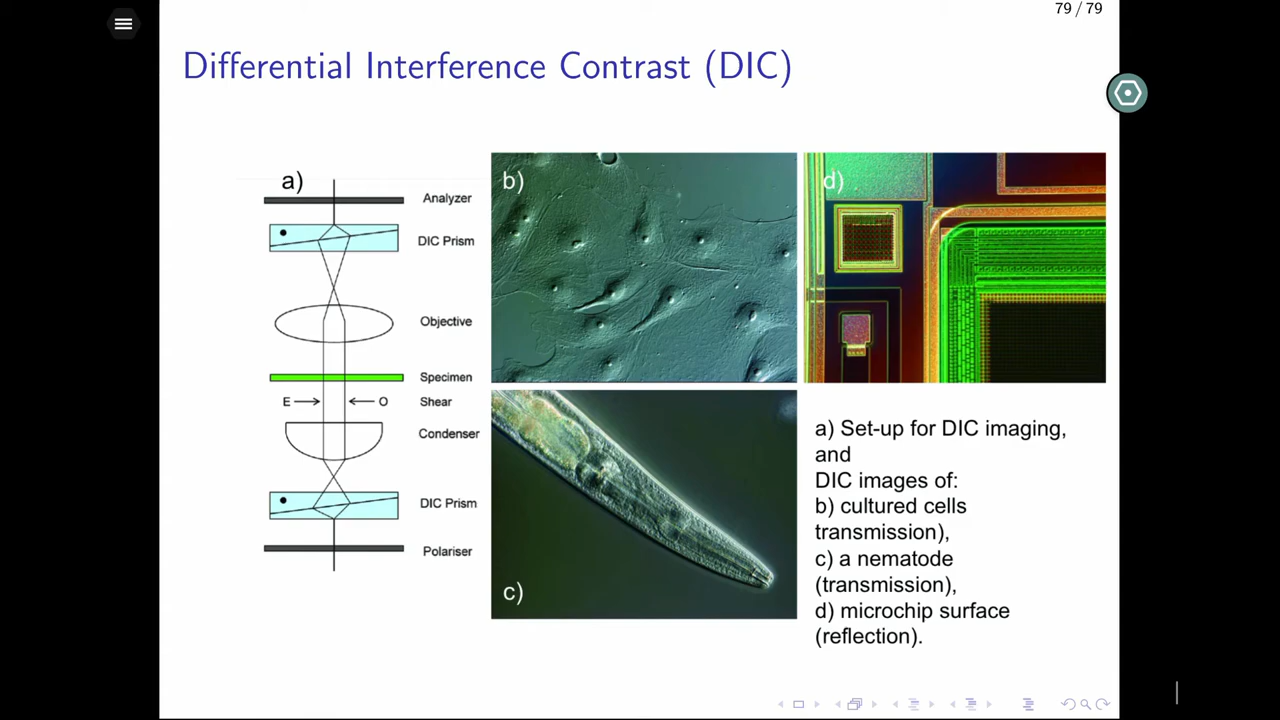 79 / 79
Differential Interference Contrast (DIC)
a)
Analyzer
DIC Prism
Objective
Specimen
E
O
Shear
Condenser
DIC Prism
Polariser
b)
c)
d)
a) Set-up for DIC imaging,
and
DIC images of:
b) cultured cells
transmission),
c) a nematode
(transmission),
d) microchip surface
(reflection).